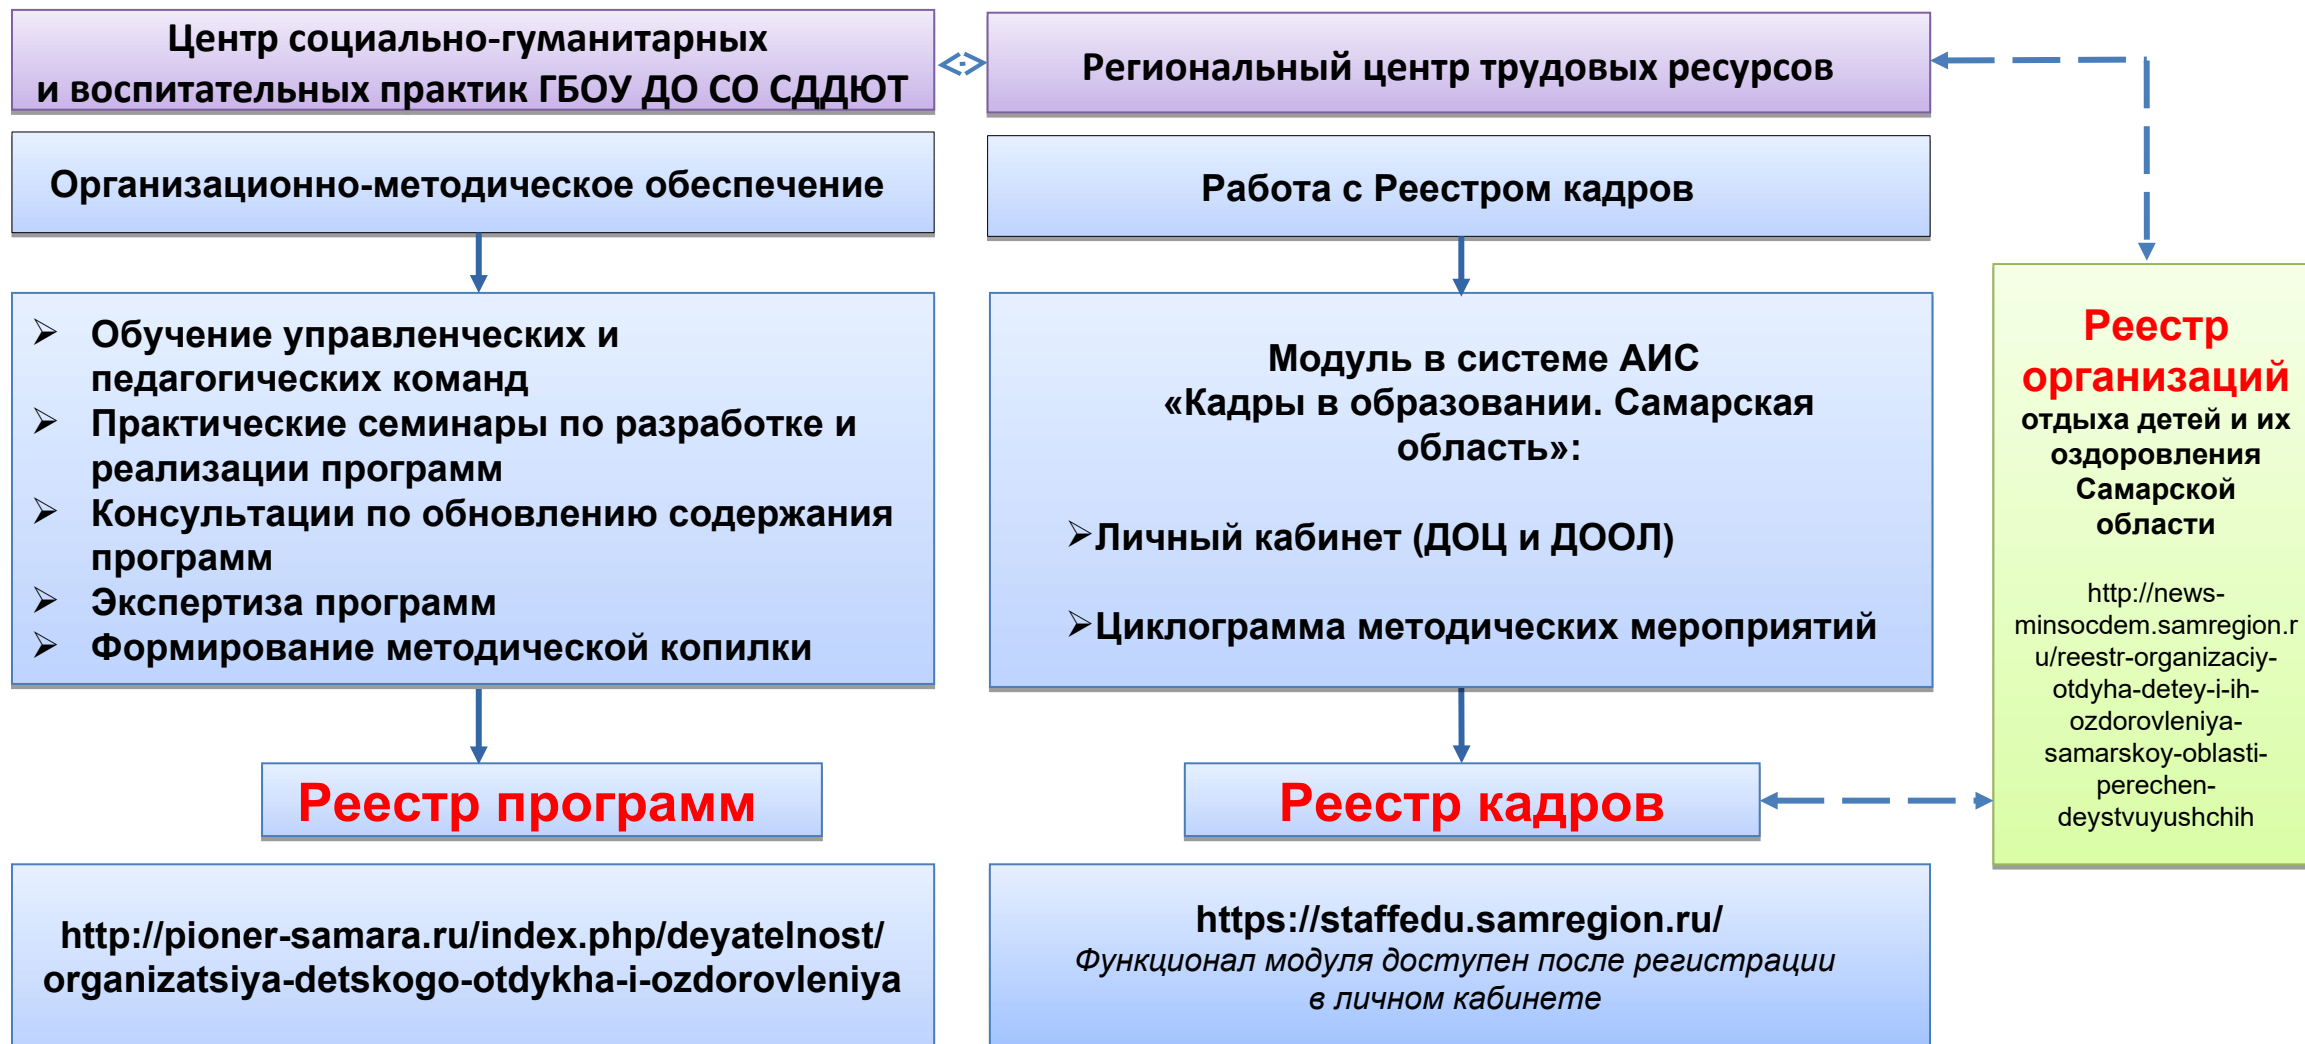 Центр социально-гуманитарных
и воспитательных практик ГБОУ ДО СО СДДЮТ
Региональный центр трудовых ресурсов
Организационно-методическое обеспечение
Работа с Реестром кадров
➢ Обучение управленческих и
педагогических команд
➢ Практические семинары по разработке и
реализации программ
➢ Консультации по обновлению содержания
программ
➢ Экспертиза программ
➢ Формирование методической копилки
Модуль в системе АИС
«Кадры в образовании. Самарская
область»:
➢Личный кабинет (ДОЦ и ДООЛ)
➢Циклограмма методических мероприятий
Реестр
организаций
отдыха детей и их
оздоровления
Самарской
области
http://news-
minsocdem.samregion.r
u/reestr-organizaciy-
otdyha-detey-i-ih-
ozdorovleniya-
samarskoy-oblasti-
perechen-
deystvuyushchih
Реестр программ
Реестр кадров
http://pioner-samara.ru/index.php/deyatelnost/
organizatsiya-detskogo-otdykha-i-ozdorovleniya
https://staffedu.samregion.ru/
Функционал модуля доступен после регистрации
в личном кабинете